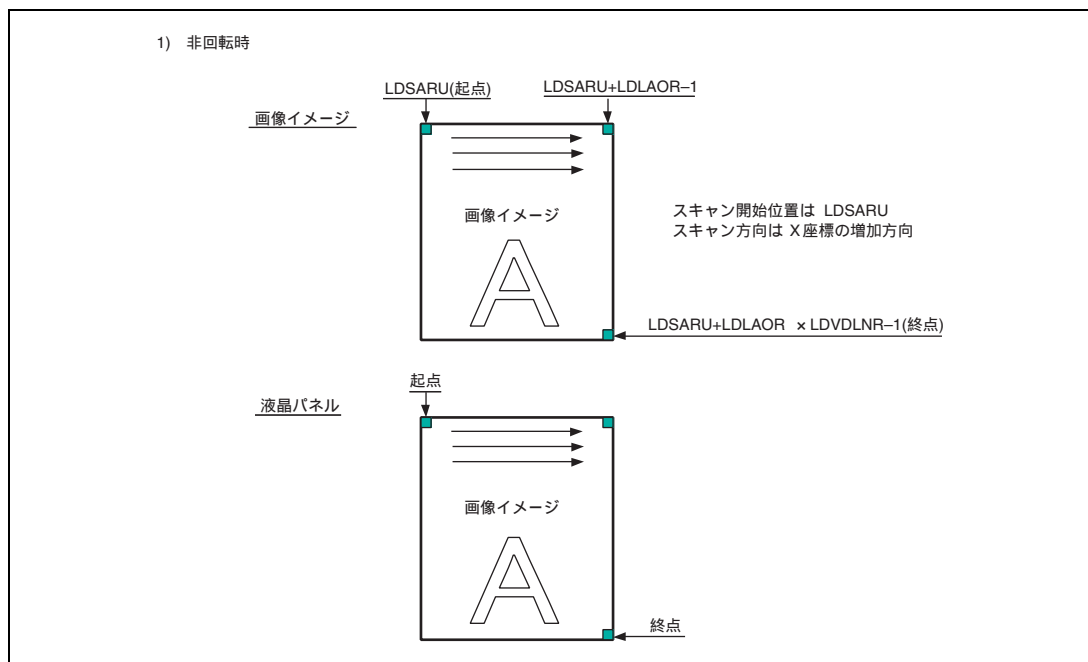 1) 非回転時
LDSARU(起点)
LDSARU+LDLAOR–1
画像イメージ
画像イメージ
A
スキャン開始位置は LDSARU
スキャン方向は X座標の増加方向
LDSARU+LDLAOR ×LDVDLNR–1(終点)
起点
液晶パネル
画像イメージ
A
終点